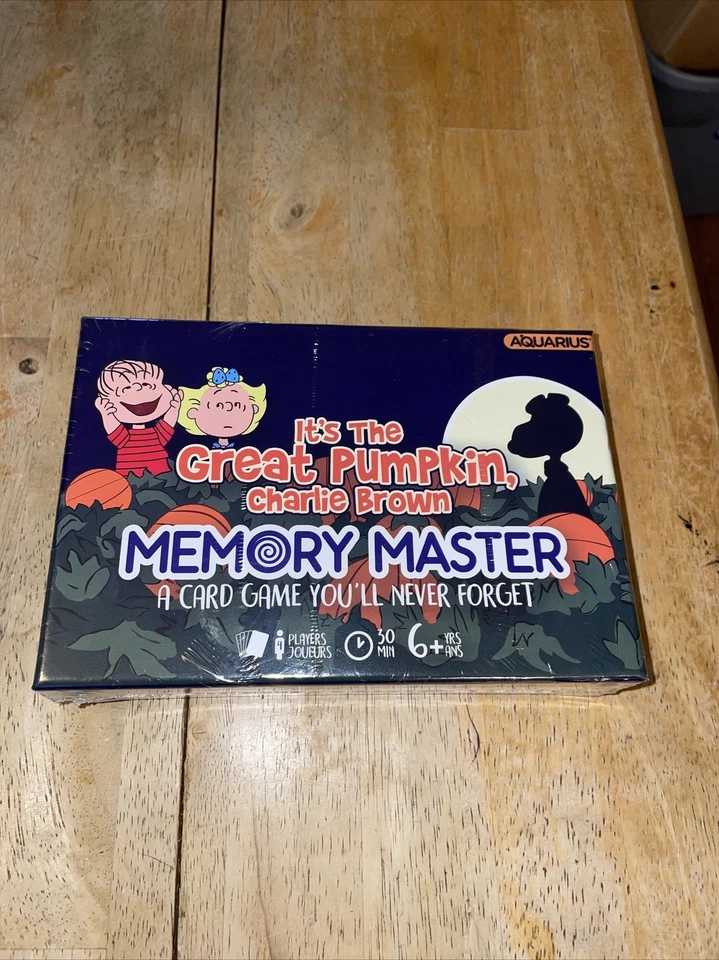 AQUARIUS
It's The
Great Pumpkin,
Charlie Brown
MEMORY MASTER
A CARD GAME YOU'LL NEVER FORGET
PLAYERS
JOUEURS
30
MIN
6+
YRS
ANS